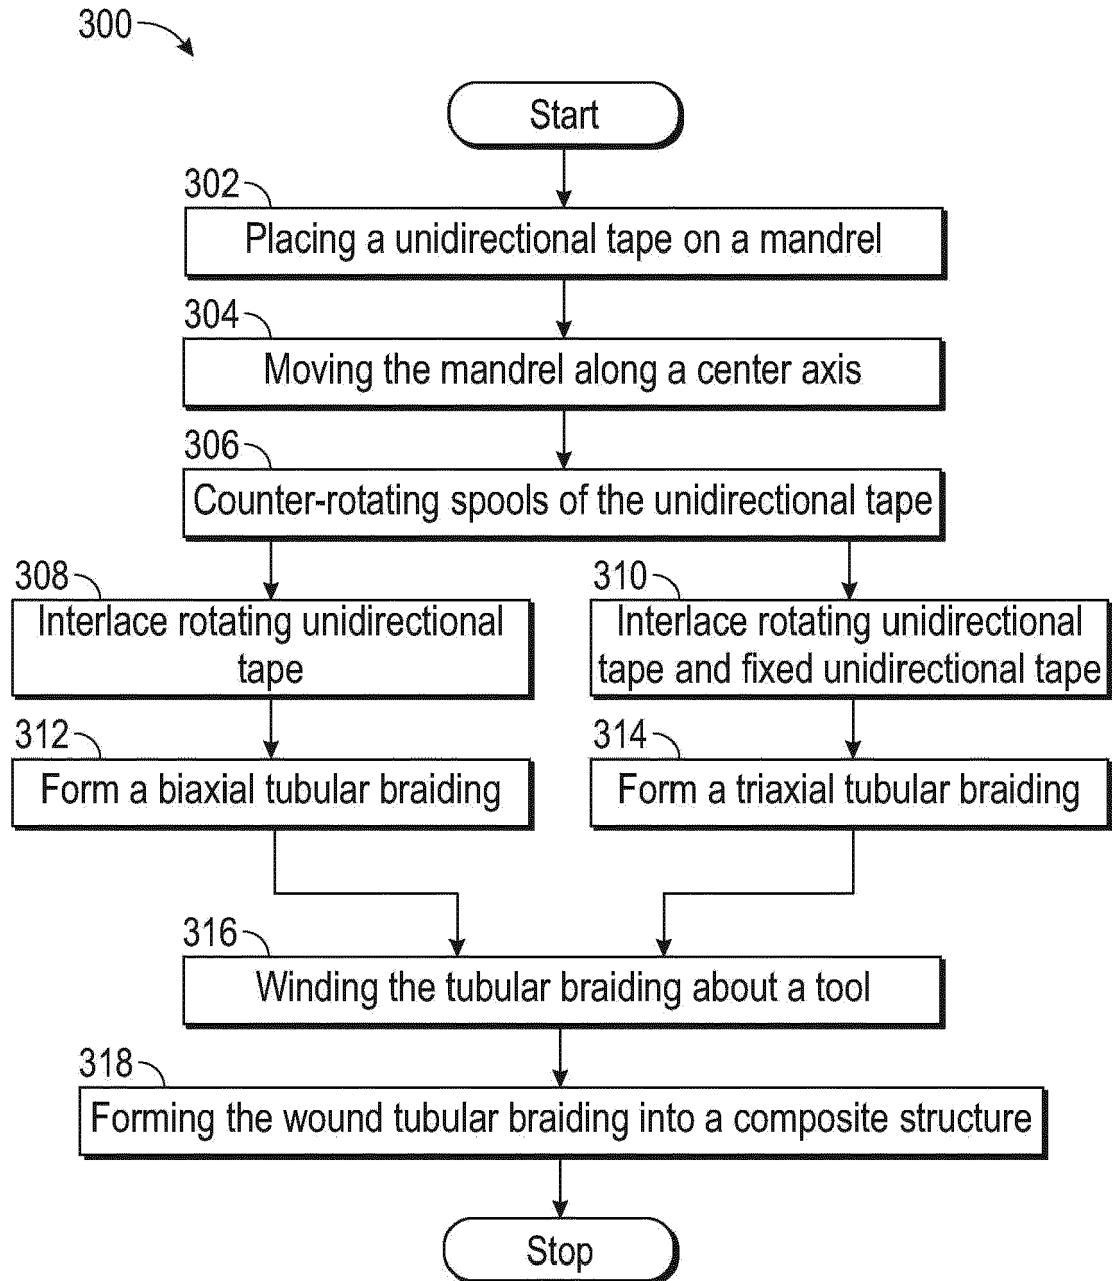 300
Start
302
Placing a unidirectional tape on a mandrel
304
Moving the mandrel along a center axis
306
Counter-rotating spools of the unidirectional tape
308
Interlace rotating unidirectional
tape
310
Interlace rotating unidirectional
tape and fixed unidirectional tape
312
Form a biaxial tubular braiding
314
Form a triaxial tubular braiding
316
Winding the tubular braiding about a tool
318
Forming the wound tubular braiding into a composite structure
Stop